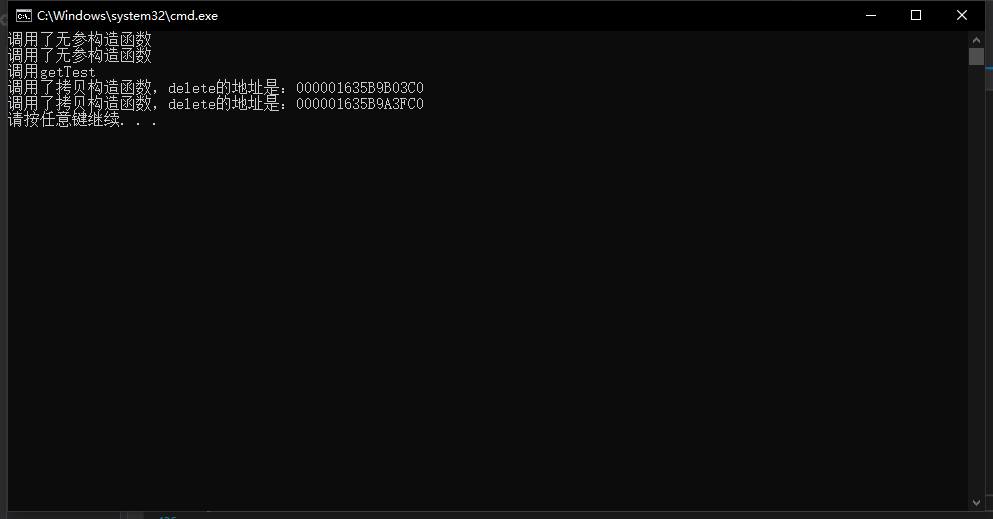 C:\Windows\system32\cmd.exe
调用了无参构造函数
调用了无参构造函数
调用getTest
调用了拷贝构造函数，delete的地址是：000001635B9B03C0
调用了拷贝构造函数，delete的地址是：000001635B9A3FC0
请按任意键继续. . .